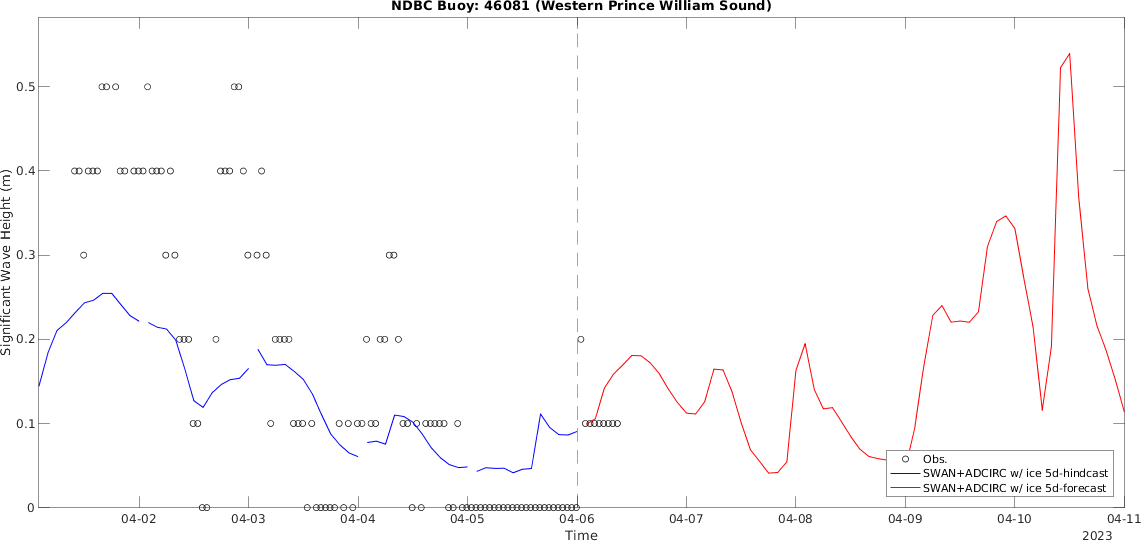 NDBC Buoy: 46081 (Western Prince William Sound)
Significant Wave Height (m)
0.5
0.4
0.3
0.2
0.1
0
Obs.
SWAN+ADCIRC w/ ice 5d-hindcast
SWAN+ADCIRC w/ ice 5d-forecast
04-02 04-03 04-04 04-05 04-06 04-07 04-08 04-09 04-10 04-11
Time
2023